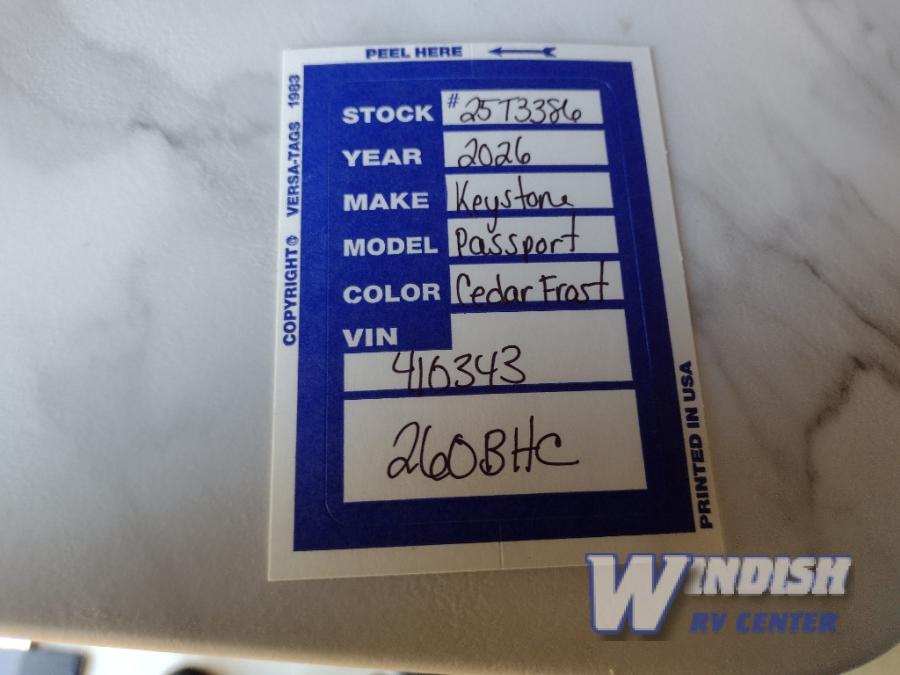 PEEL HERE
COPYRIGHT© VERSA-TAGS 1983
STOCK #25T3386
YEAR 2026
MAKE Keystone
MODEL Passport
COLOR Cedar Frost
VIN
410343
260BHC
PRINTED IN USA
WINDISH
RV CENTER